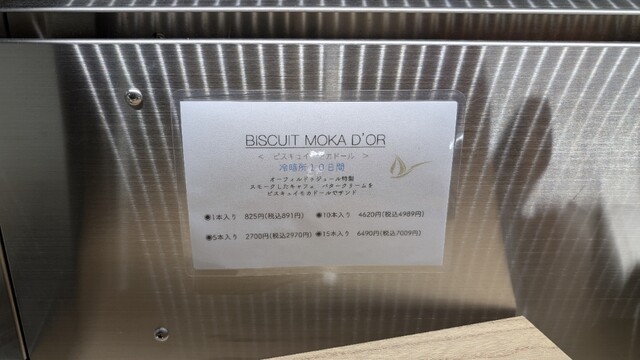 BISCUIT MOKA D'OR
< ビスキュイモカドール >
冷暗所10日間
オーフィルドゥジュール特製
スモークしたキャフェ バタークリームを
ビスキュイモカドールでサンド
◉1本入り 825円(税込891円) ◉10本入り 4620円(税込4989円)
◉5本入り 2700円(税込2970円) ◉15本入り 6490円(税込7009円)